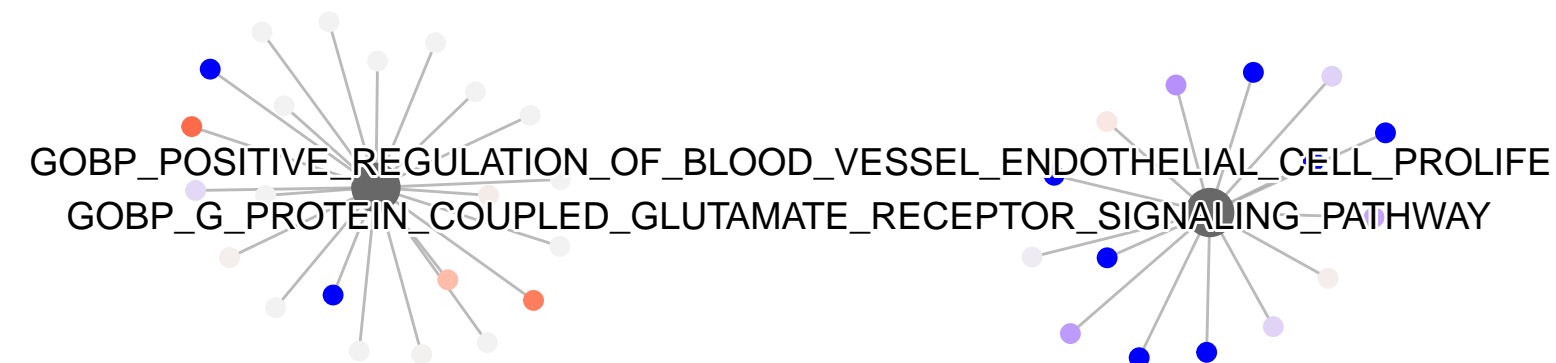 GOBP_POSITIVE_REGULATION_OF_BLOOD_VESSEL_ENDOTHELIAL_CELL_PROLIFE
GOBP_G_PROTEIN_COUPLED_GLUTAMATE_RECEPTOR_SIGNALING_PATHWAY